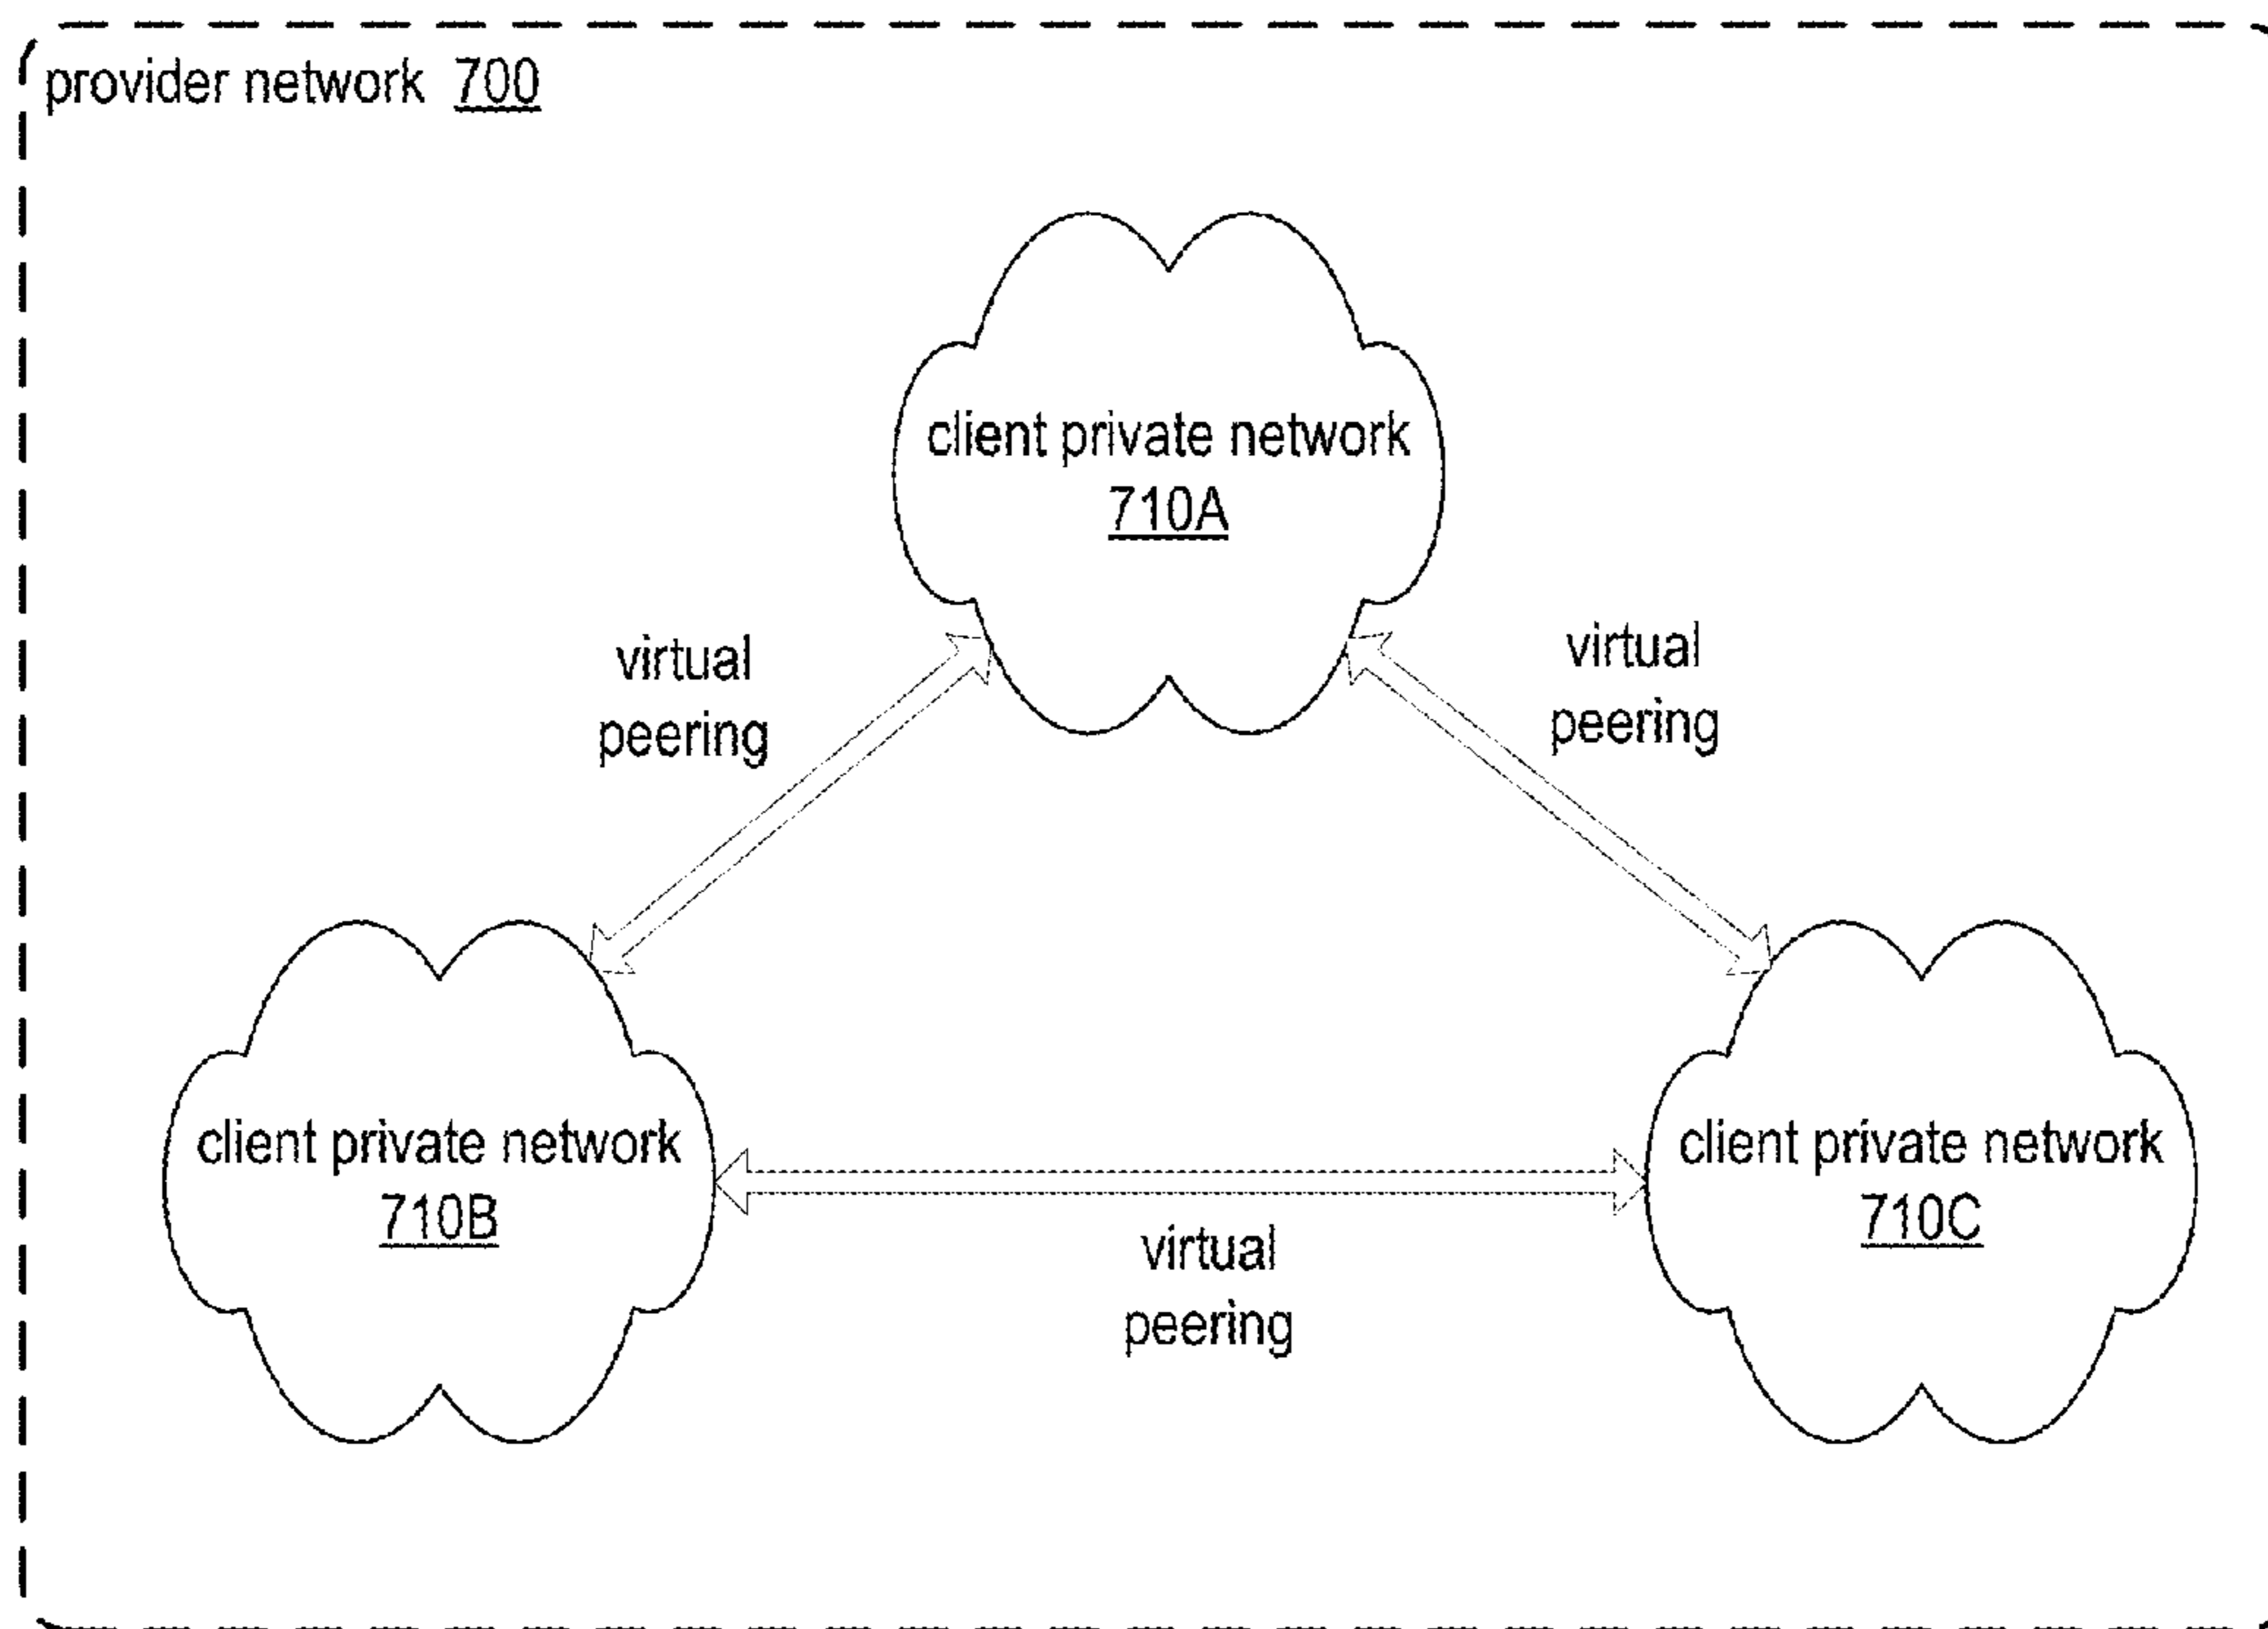 provider network 700
client private network
710A
virtual
peering
virtual
peering
client private network
710B
client private network
710C
virtual
peering